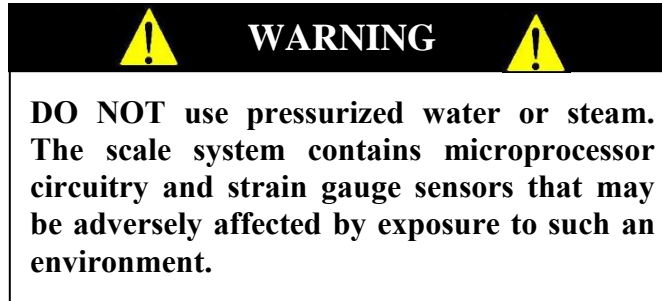 WARNING
DO NOT use pressurized water or steam.
The scale system contains microprocessor
circuitry and strain gauge sensors that may
be adversely affected by exposure to such an
environment.